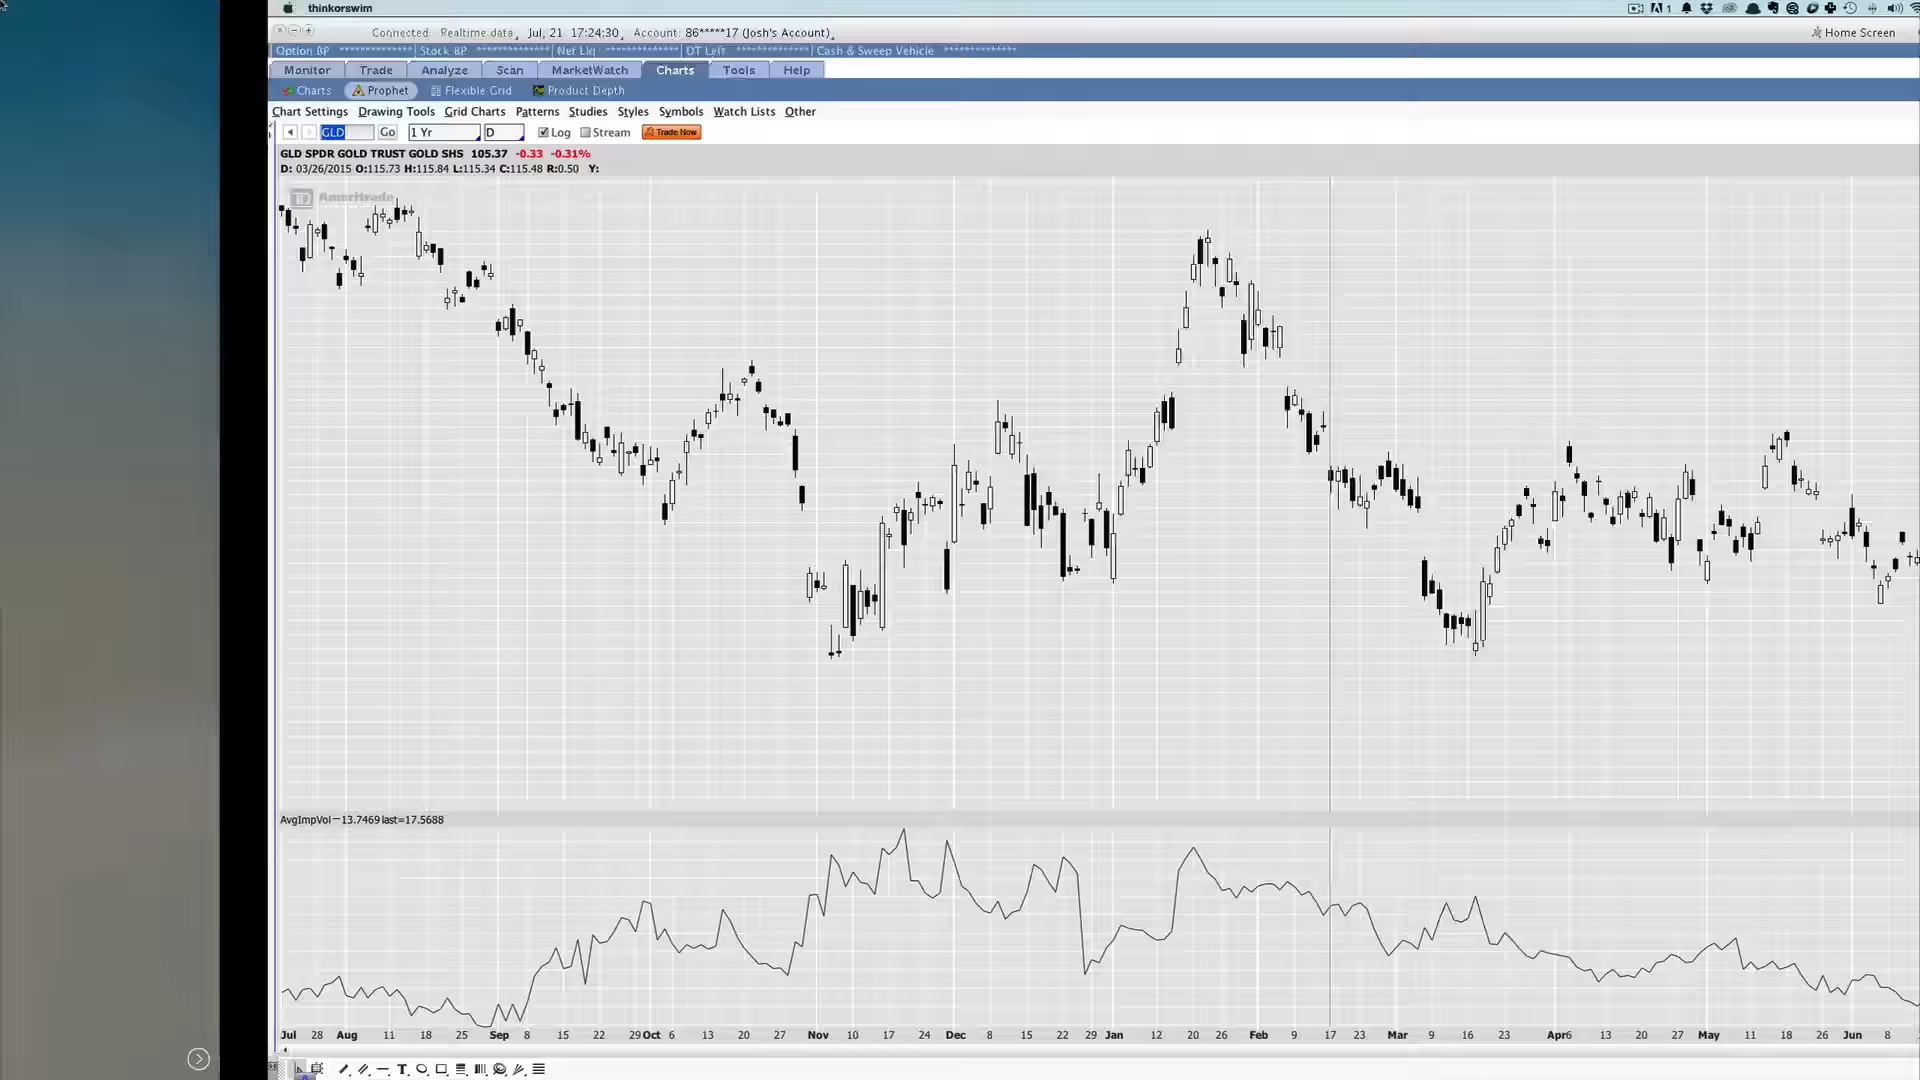 thinkorswim
1
Connected: Realtime data Jul, 21 17:24:30 Account: 86*****17 (Josh's Account)
Home Screen
Option BP ************** Stock BP ************** Net Liq ************** DT Left ************** Cash & Sweep Vehicle **************
Monitor Trade Analyze Scan MarketWatch Charts Tools Help
Charts Prophet Flexible Grid Product Depth
Chart Settings Drawing Tools Grid Charts Patterns Studies Styles Symbols Watch Lists Other
GLD Go 1 Yr D Log Stream Trade Now
GLD SPDR GOLD TRUST GOLD SHS 105.37 -0.33 -0.31%
D: 03/26/2015 O:115.73 H:115.84 L:115.34 C:115.48 R:0.50 Y:
TD Ameritrade
AvgImpVol—13.7469 last=17.5688
Jul 28 Aug 11 18 25 Sep 8 15 22 29 Oct 6 13 20 27 Nov 10 17 24 Dec 8 15 22 29 Jan 12 20 26 Feb 9 17 23 Mar 9 16 23 Apr6 13 20 27 May 11 18 26 Jun 8
T